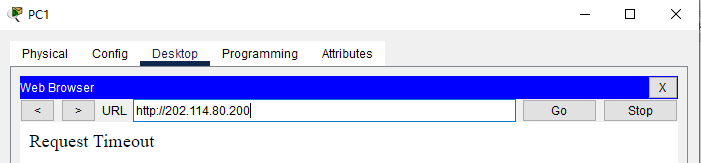 PC1
Physical Config Desktop Programming Attributes
Web Browser X
< > URL http://202.114.80.200 Go Stop
Request Timeout